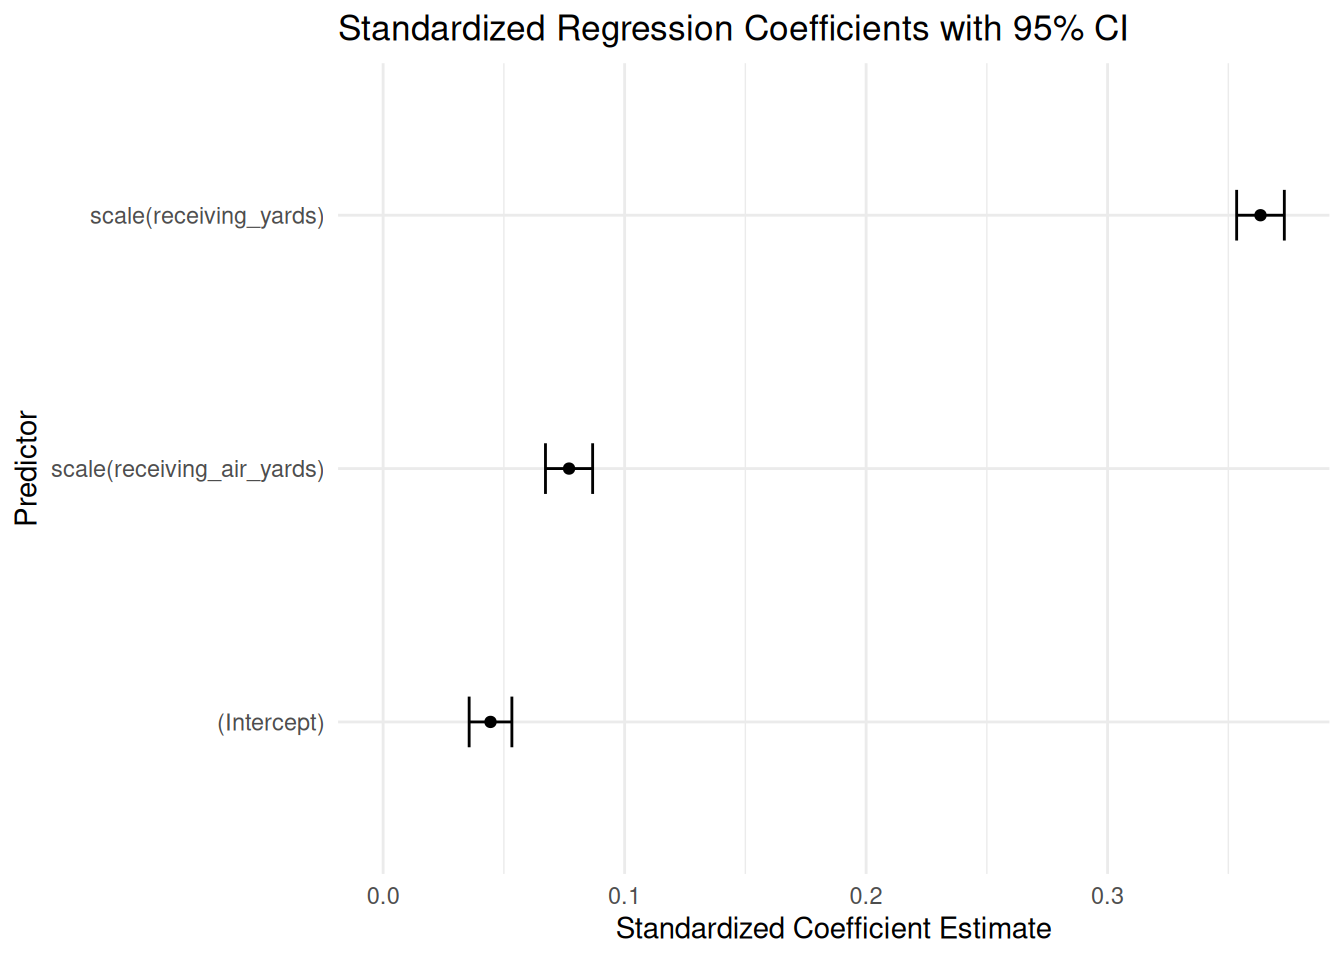 Standardized Regression Coefficients with 95% CI
scale(receiving_yards)
scale(receiving_air_yards)
(Intercept)
Predictor
0.0 0.1 0.2 0.3
Standardized Coefficient Estimate